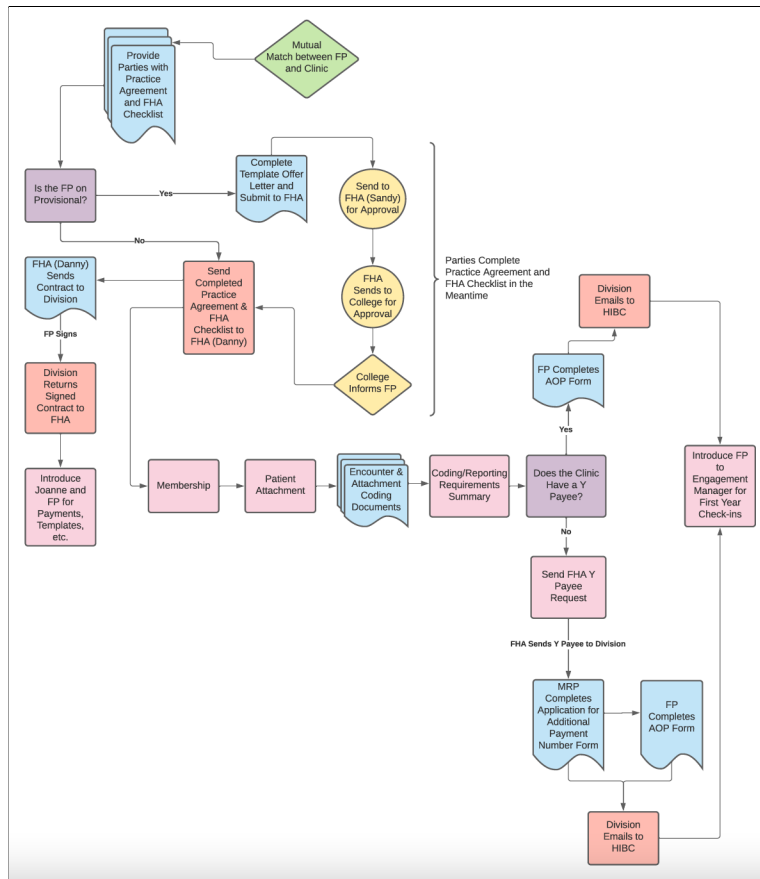 Mutual
Match between FP
and Clinic
Provide
Parties with
Practice
Agreement
and FHA
Checklist
Is the FP on
Provisional?
Yes
Complete
Template Offer
Letter and
Submit to FHA
Send to
FHA (Sandy)
for Approval
FHA
Sends to
College for
Approval
College
Informs FP
Parties Complete
Practice Agreement and
FHA Checklist in the
Meantime
No
Send
Completed
Practice
Agreement &
FHA
Checklist to
FHA (Danny)
FHA (Danny)
Sends
Contract to
Division
FP Signs
Division
Returns
Signed
Contract to
FHA
Introduce
Joanne and
FP for
Payments,
Templates,
etc.
Membership
Patient
Attachment
Encounter &
Attachment
Coding
Documents
Coding/Reporting
Requirements
Summary
Does the Clinic
Have a Y
Payee?
Yes
FP Completes
AOP Form
Division
Emails to
HIBC
Introduce FP
to
Engagement
Manager for
First Year
Check-ins
No
Send FHA Y
Payee
Request
FHA Sends Y Payee to Division
MRP
Completes
Application for
Additional
Payment
Number Form
FP
Completes
AOP Form
Division
Emails to
HIBC